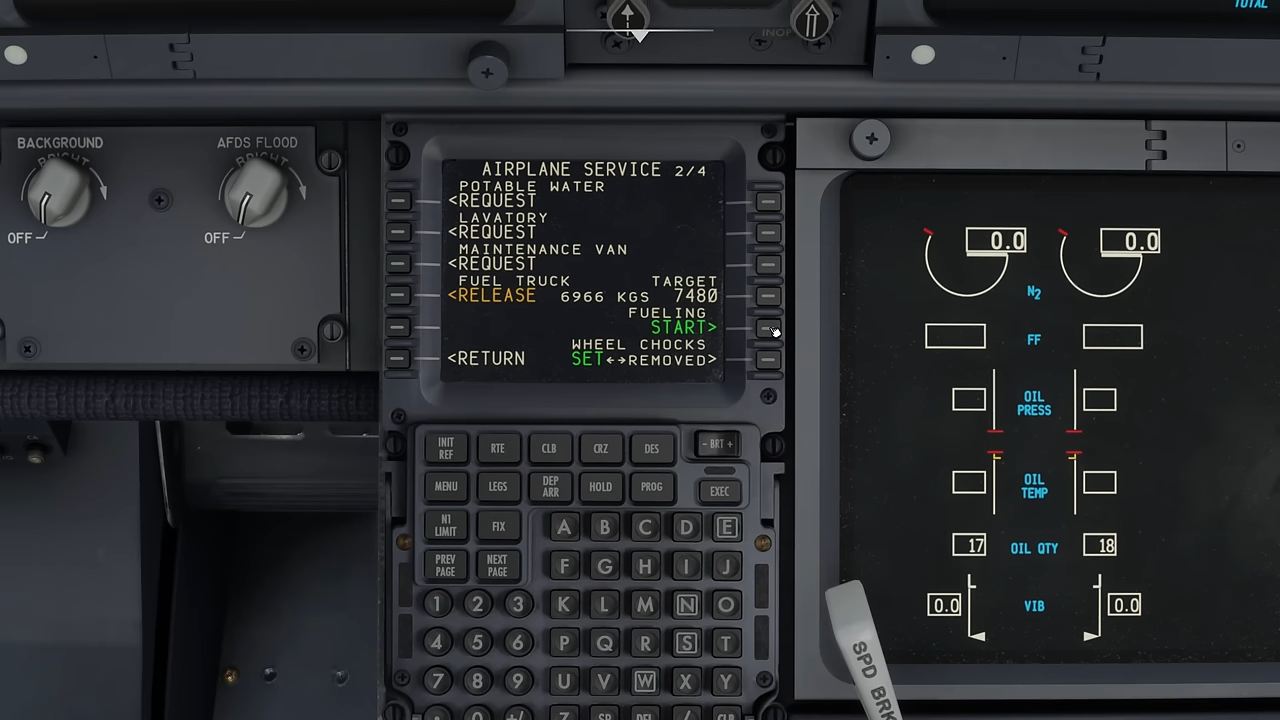 TOTAL
INOP
BACKGROUND
BRIGHT
OFF
AFDS FLOOD
BRIGHT
OFF
AIRPLANE SERVICE 2/4
POTABLE WATER
<REQUEST
LAVATORY
<REQUEST
MAINTENANCE VAN
<REQUEST
FUEL TRUCK TARGET
<RELEASE 6966 KGS 7480
FUELING
START>
WHEEL CHOCKS
<RETURN SET↔REMOVED>
INIT REF RTE CLB CRZ DES - BRT +
MENU LEGS DEP ARR HOLD PROG EXEC
N1 LIMIT FIX A B C D E
PREV PAGE NEXT PAGE F G H I J
1 2 3 K L M N O
4 5 6 P Q R S T
7 8 9 U V W X Y
0.0 0.0
N2
FF
OIL
PRESS
OIL
TEMP
17 OIL QTY 18
0.0 VIB 0.0
SPD BRK